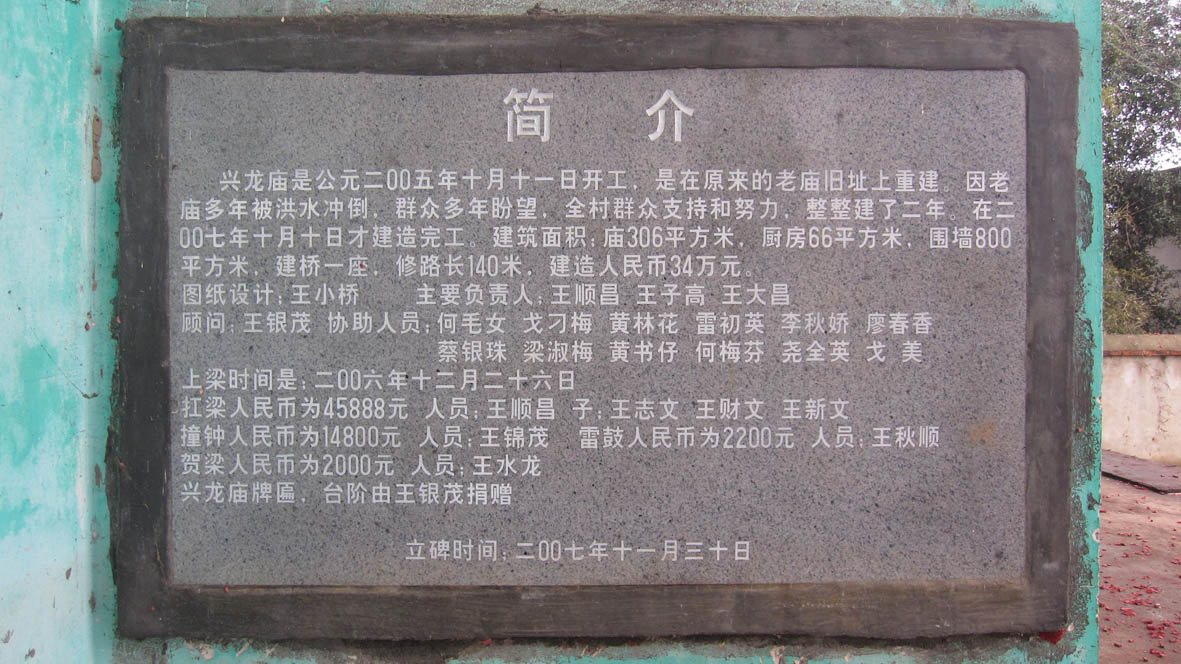 简 介
兴龙庙是公元二00五年十月十一日开工，是在原来的老庙旧址上重建。因老
庙多年被洪水冲倒，群众多年盼望，全村群众支持和努力，整整建了二年。在二
00七年十月十日才建造完工。建筑面积：庙306平方米，厨房66平方米，围墙800
平方米，建桥一座，修路长140米，建造人民币34万元。
图纸设计：王小桥 主要负责人：王顺昌 王子高 王大昌
顾问：王银茂 协助人员：何毛女 戈刁梅 黄林花 雷初英 李秋娇 廖春香
蔡银珠 梁淑梅 黄书仔 何梅芬 尧全英 戈 美
上梁时间是：二00六年十二月二十六日
扛梁人民币为45888元 人员：王顺昌 子：王志文 王财文 王新文
撞钟人民币为14800元 人员：王锦茂 雷鼓人民币为2200元 人员：王秋顺
贺梁人民币为2000元 人员：王水龙
兴龙庙牌匾，台阶由王银茂捐赠
立碑时间：二00七年十一月三十日